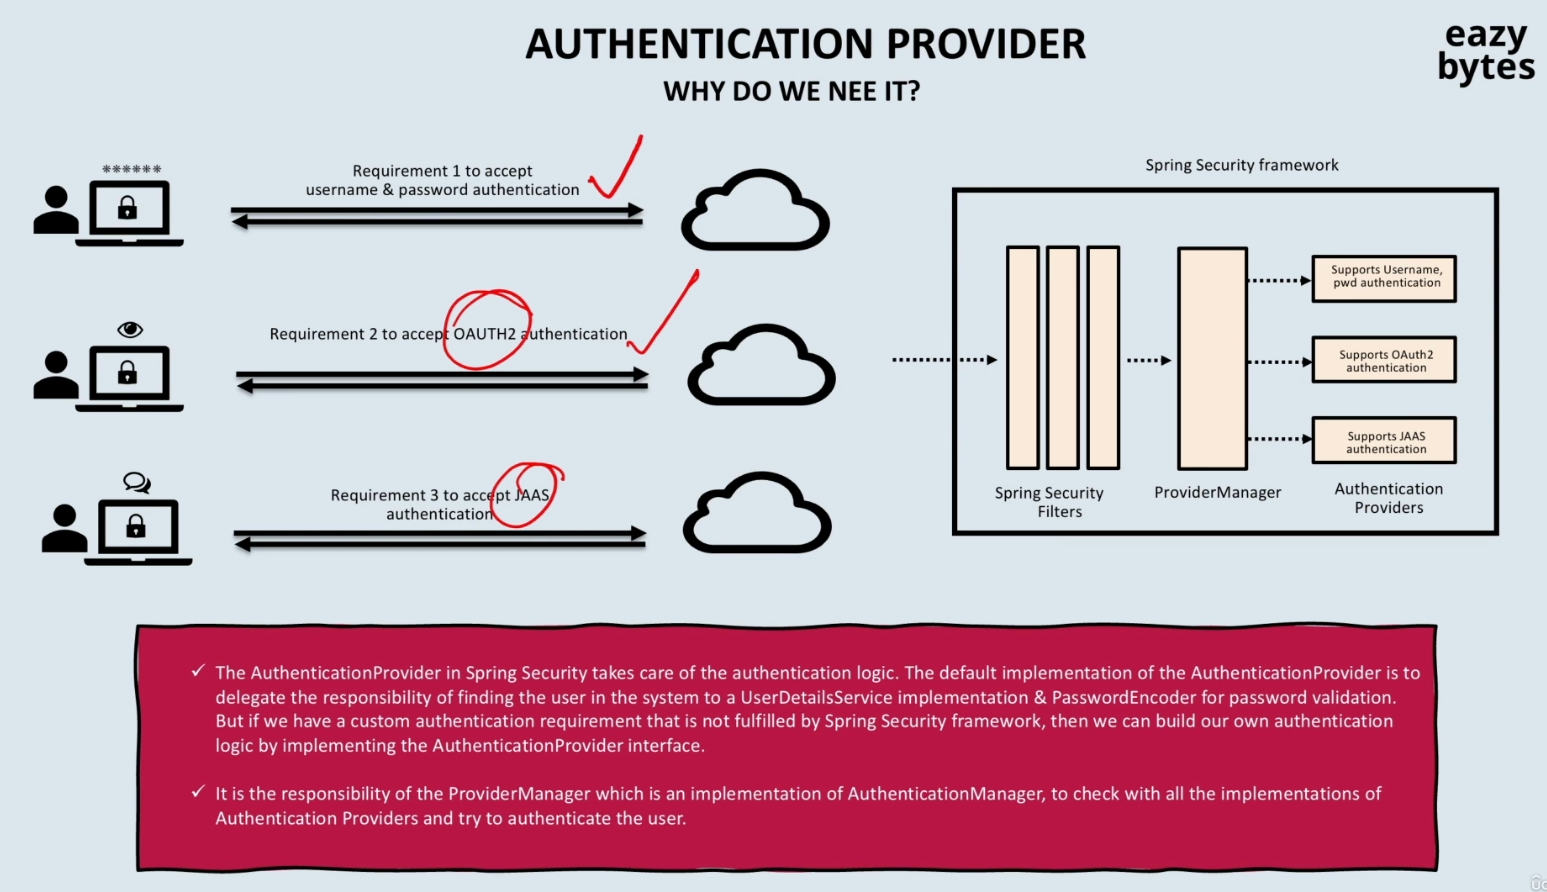 AUTHENTICATION PROVIDER
WHY DO WE NEE IT?
eazy
bytes
******
Requirement 1 to accept
username & password authentication
Requirement 2 to accept OAUTH2 authentication
Requirement 3 to accept JAAS
authentication
Spring Security framework
Supports Username,
pwd authentication
Supports OAuth2
authentication
Supports JAAS
authentication
Spring Security
Filters
ProviderManager
Authentication
Providers
✓ The AuthenticationProvider in Spring Security takes care of the authentication logic. The default implementation of the AuthenticationProvider is to
delegate the responsibility of finding the user in the system to a UserDetailsService implementation & PasswordEncoder for password validation.
But if we have a custom authentication requirement that is not fulfilled by Spring Security framework, then we can build our own authentication
logic by implementing the AuthenticationProvider interface.
✓ It is the responsibility of the ProviderManager which is an implementation of AuthenticationManager, to check with all the implementations of
Authentication Providers and try to authenticate the user.